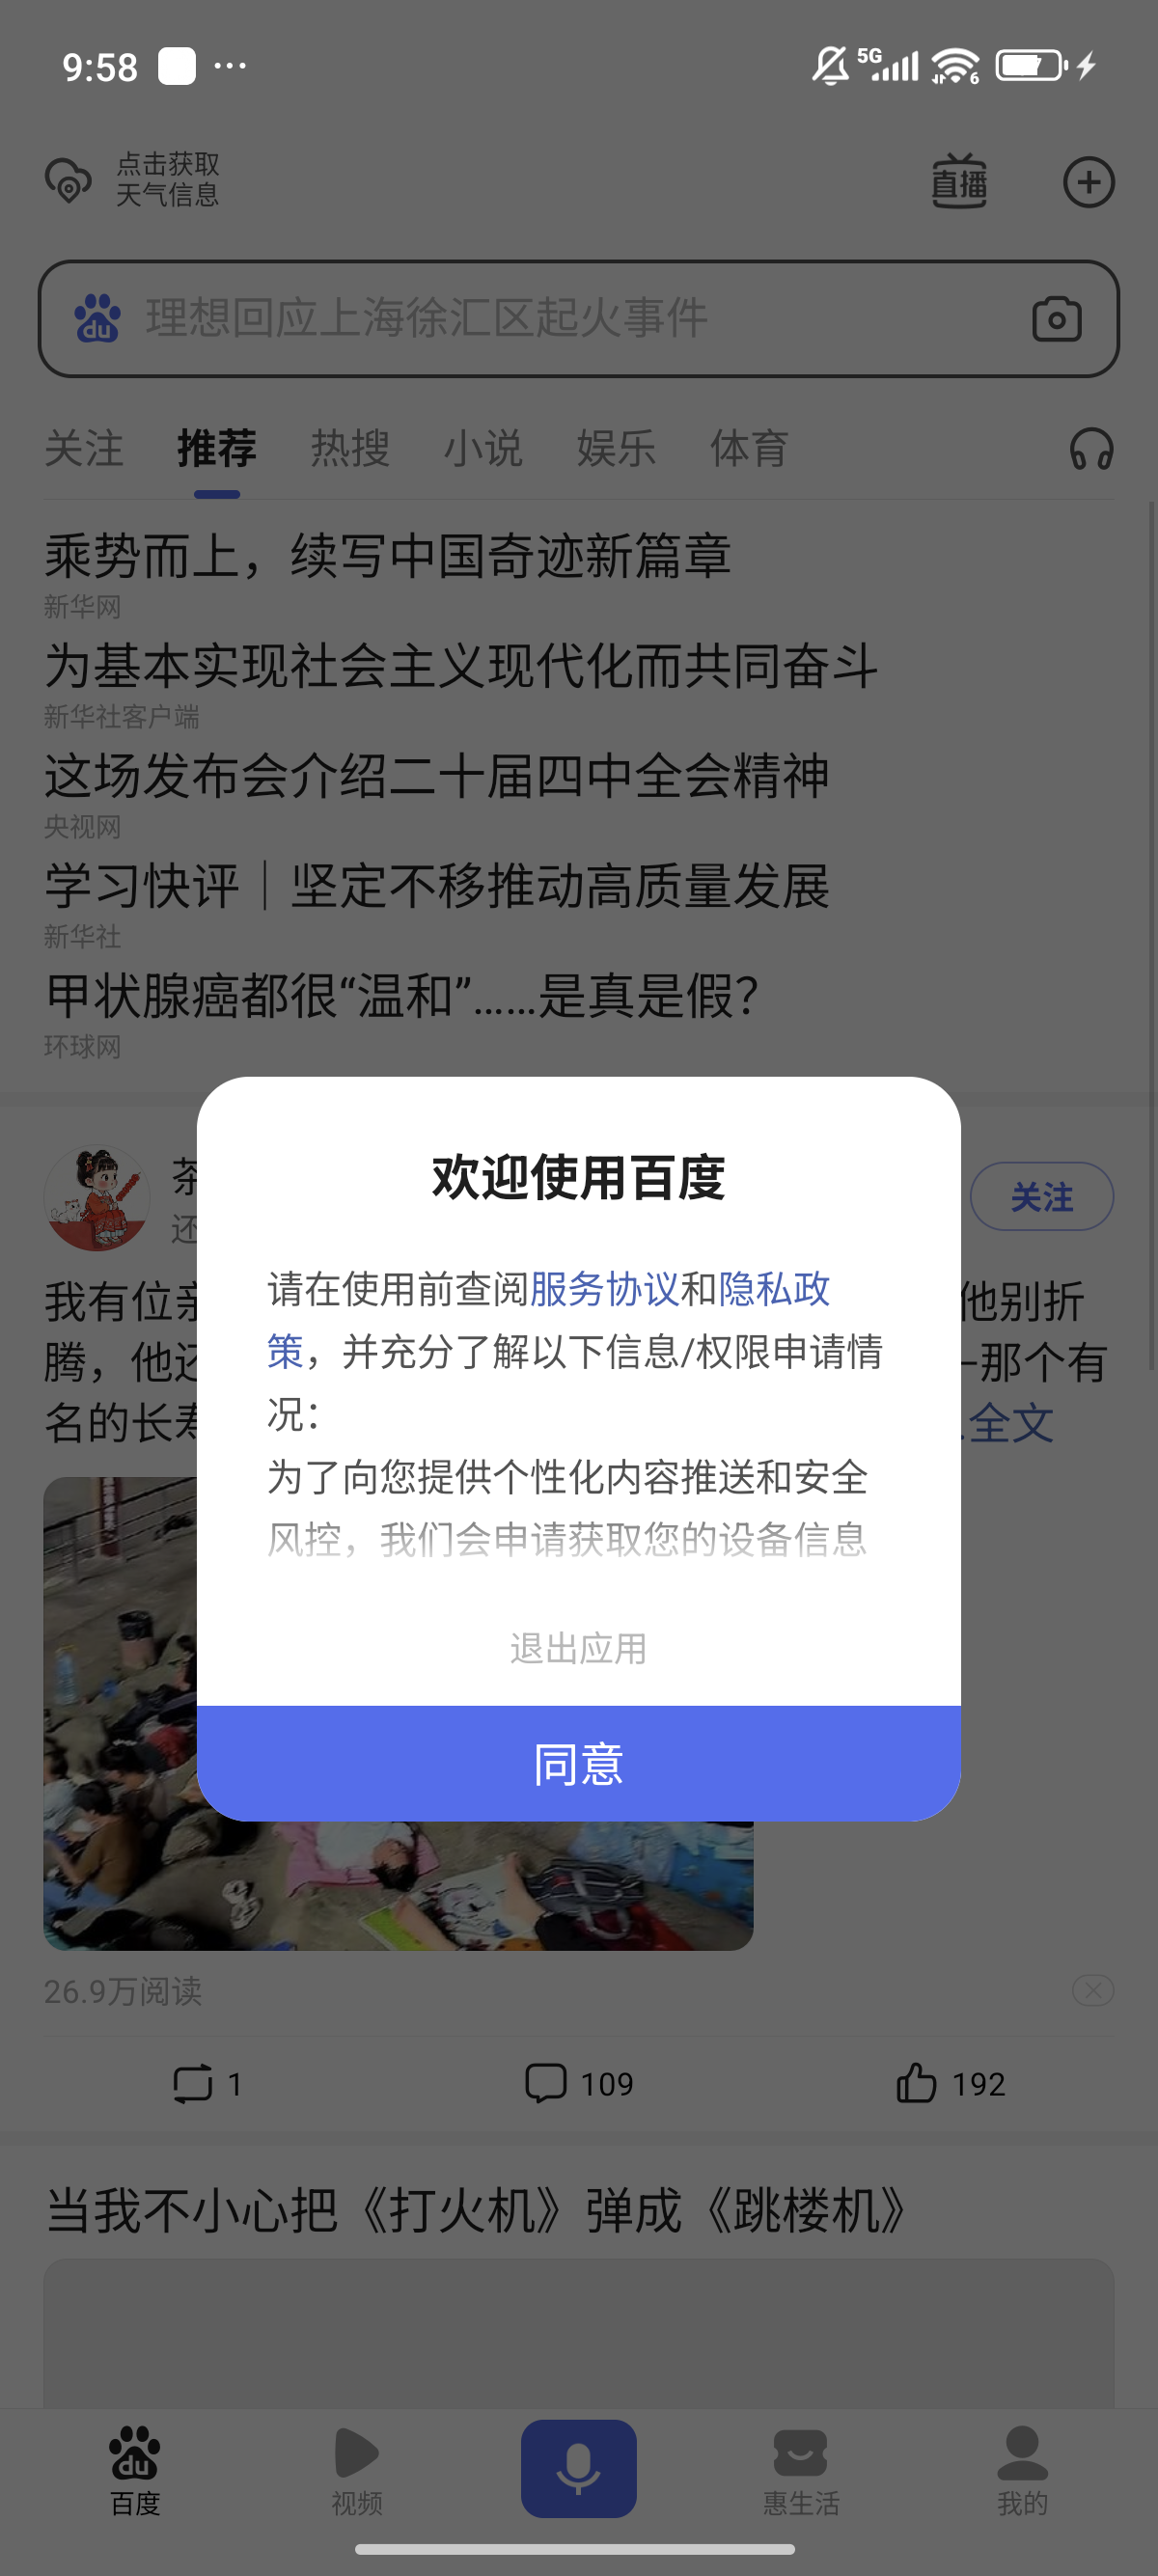 9:58
5G
6
点击获取
天气信息
直播
du
理想回应上海徐汇区起火事件
关注
推荐
热搜
小说
娱乐
体育
乘势而上，续写中国奇迹新篇章
新华网
为基本实现社会主义现代化而共同奋斗
新华社客户端
这场发布会介绍二十届四中全会精神
央视网
学习快评｜坚定不移推动高质量发展
新华社
甲状腺癌都很“温和”……是真是假？
环球网
茶
还
关注
我有位亲
他别折
腾，他还
那个有
名的长寿
全文
欢迎使用百度
请在使用前查阅服务协议和隐私政
策，并充分了解以下信息/权限申请情
况：
为了向您提供个性化内容推送和安全
风控，我们会申请获取您的设备信息
退出应用
同意
26.9万阅读
1
109
192
当我不小心把《打火机》弹成《跳楼机》
du
百度
视频
惠生活
我的